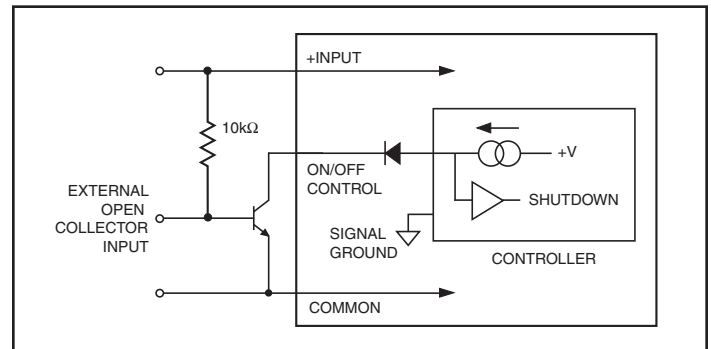 +INPUT
10kΩ
ON/OFF
CONTROL
+V
SHUTDOWN
EXTERNAL
OPEN
COLLECTOR
INPUT
SIGNAL
GROUND
CONTROLLER
COMMON